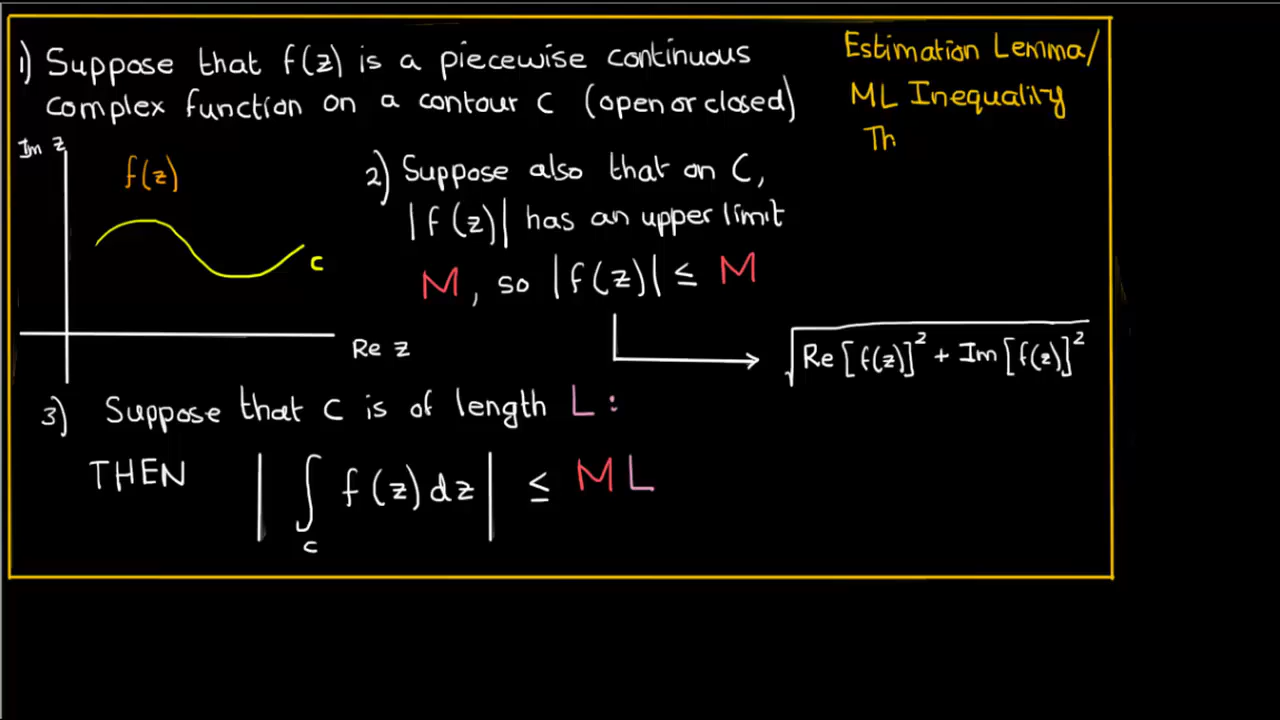 1) Suppose that f(z) is a piecewise continuous
complex function on a contour C (open or closed)
Estimation Lemma/
ML Inequality
Th
Im z
f(z)
C
Re z
2) Suppose also that on C,
|f(z)| has an upper limit
M, so |f(z)| ≤ M
√(Re[f(z)]² + Im[f(z)]²)
3) Suppose that C is of length L:
THEN |∫_C f(z)dz| ≤ ML